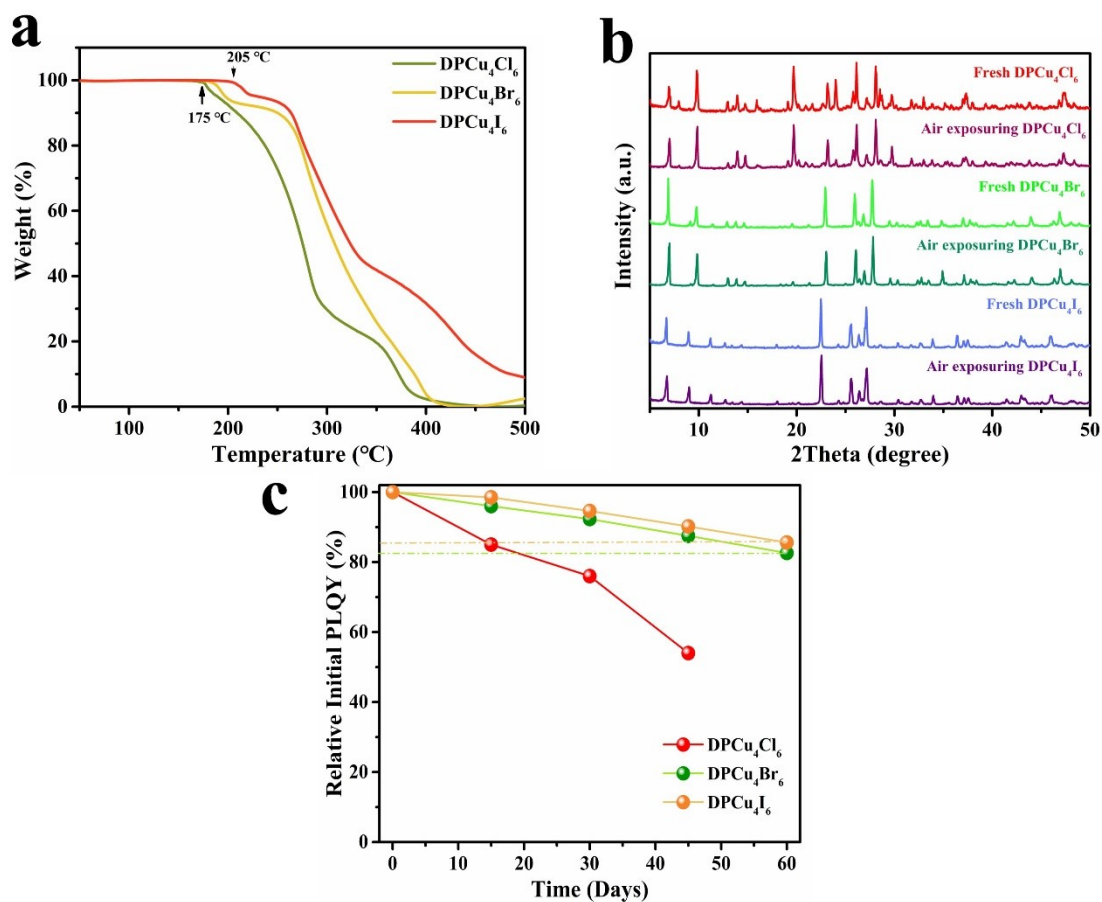 a
100
80
60
40
20
0
Weight (%)
205 °C
175 °C
DPCu₄Cl₆
DPCu₄Br₆
DPCu₄I₆
100
200
300
400
500
Temperature (°C)
b
Intensity (a.u.)
Fresh DPCu₄Cl₆
Air exposuring DPCu₄Cl₆
Fresh DPCu₄Br₆
Air exposuring DPCu₄Br₆
Fresh DPCu₄I₆
Air exposuring DPCu₄I₆
10
20
30
40
50
2Theta (degree)
c
100
80
60
40
20
0
Relative Initial PLQY (%)
DPCu₄Cl₆
DPCu₄Br₆
DPCu₄I₆
0
10
20
30
40
50
60
Time (Days)